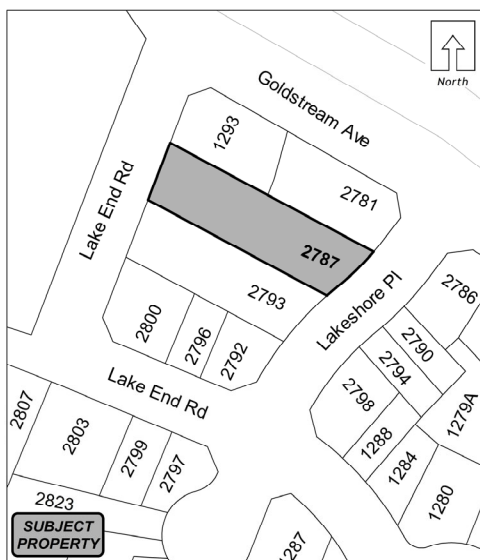 North
Goldstream Ave
1293
2781
Lake End Rd
2787
2786
2793
Lakeshore Pl
2800
2796
2792
2790
2794
Lake End Rd
2798
1279A
2807
2803
2799
2797
1288
1284
1280
2823
1287
SUBJECT
PROPERTY